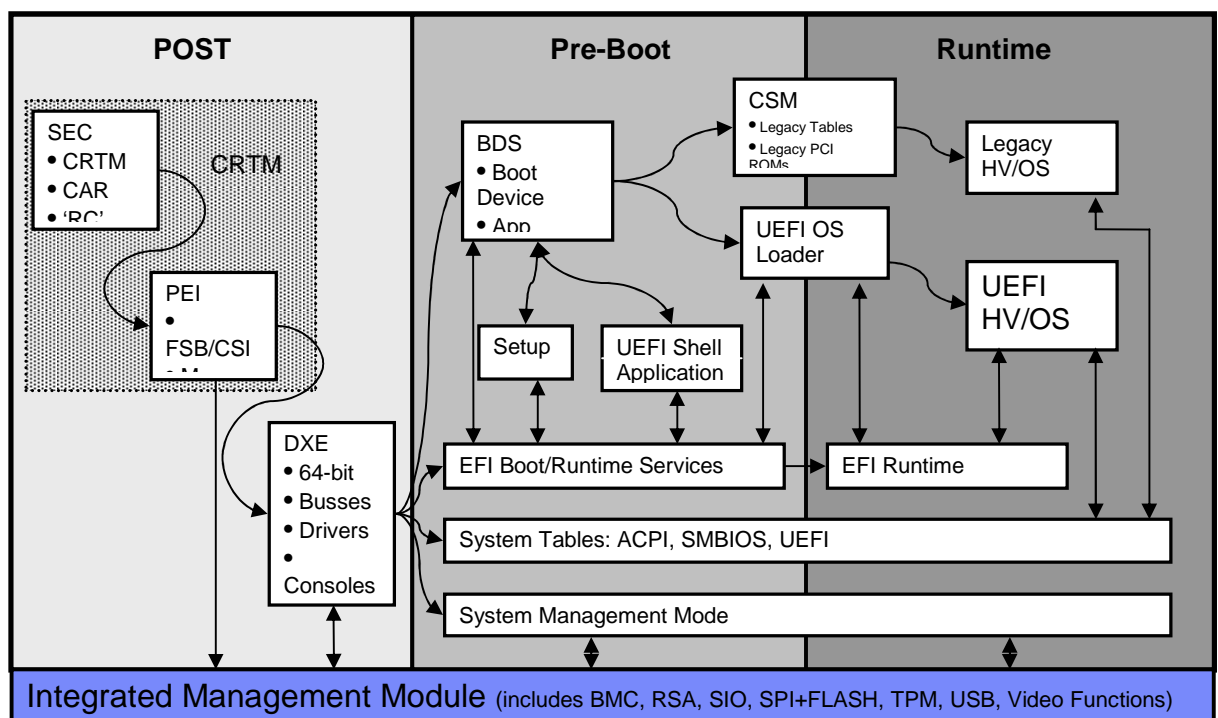 POST
Pre-Boot
Runtime
SEC
• CRTM
• CAR
• ‘RC’
CRTM
PEI
•
FSB/CSI
DXE
• 64-bit
• Busses
• Drivers
•
Consoles
BDS
• Boot
Device
• App
Setup
UEFI Shell
Application
CSM
• Legacy Tables
• Legacy PCI
ROMs
UEFI OS
Loader
Legacy
HV/OS
UEFI
HV/OS
EFI Boot/Runtime Services
EFI Runtime
System Tables: ACPI, SMBIOS, UEFI
System Management Mode
Integrated Management Module (includes BMC, RSA, SIO, SPI+FLASH, TPM, USB, Video Functions)